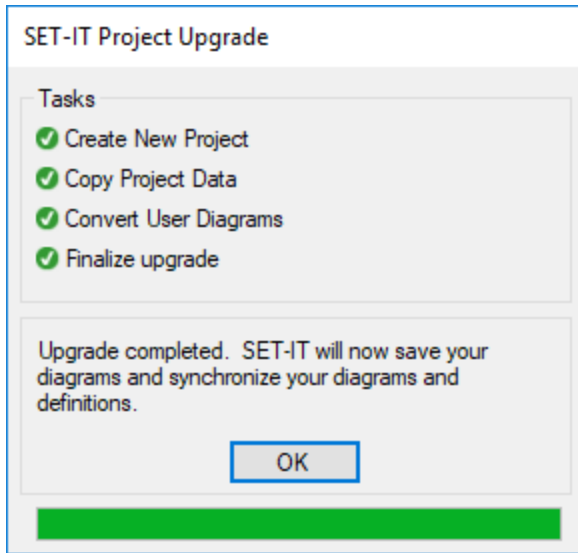 SET-IT Project Upgrade
Tasks
Create New Project
Copy Project Data
Convert User Diagrams
Finalize upgrade
Upgrade completed.  SET-IT will now save your
diagrams and synchronize your diagrams and
definitions.
OK